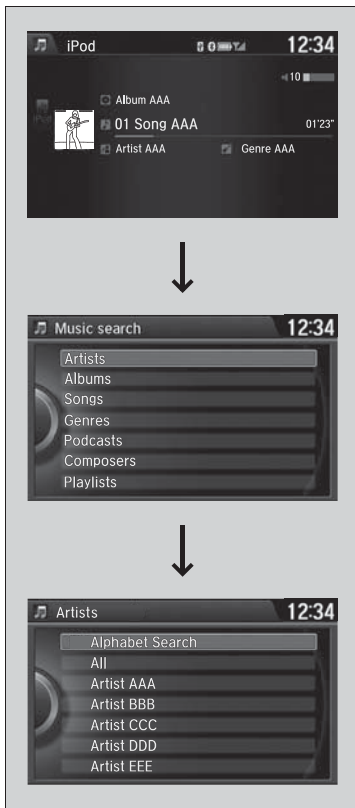 iPod 12:34
10
Album AAA
01 Song AAA 01'23"
Artist AAA Genre AAA
Music search 12:34
Artists
Albums
Songs
Genres
Podcasts
Composers
Playlists
Artists 12:34
Alphabet Search
All
Artist AAA
Artist BBB
Artist CCC
Artist DDD
Artist EEE